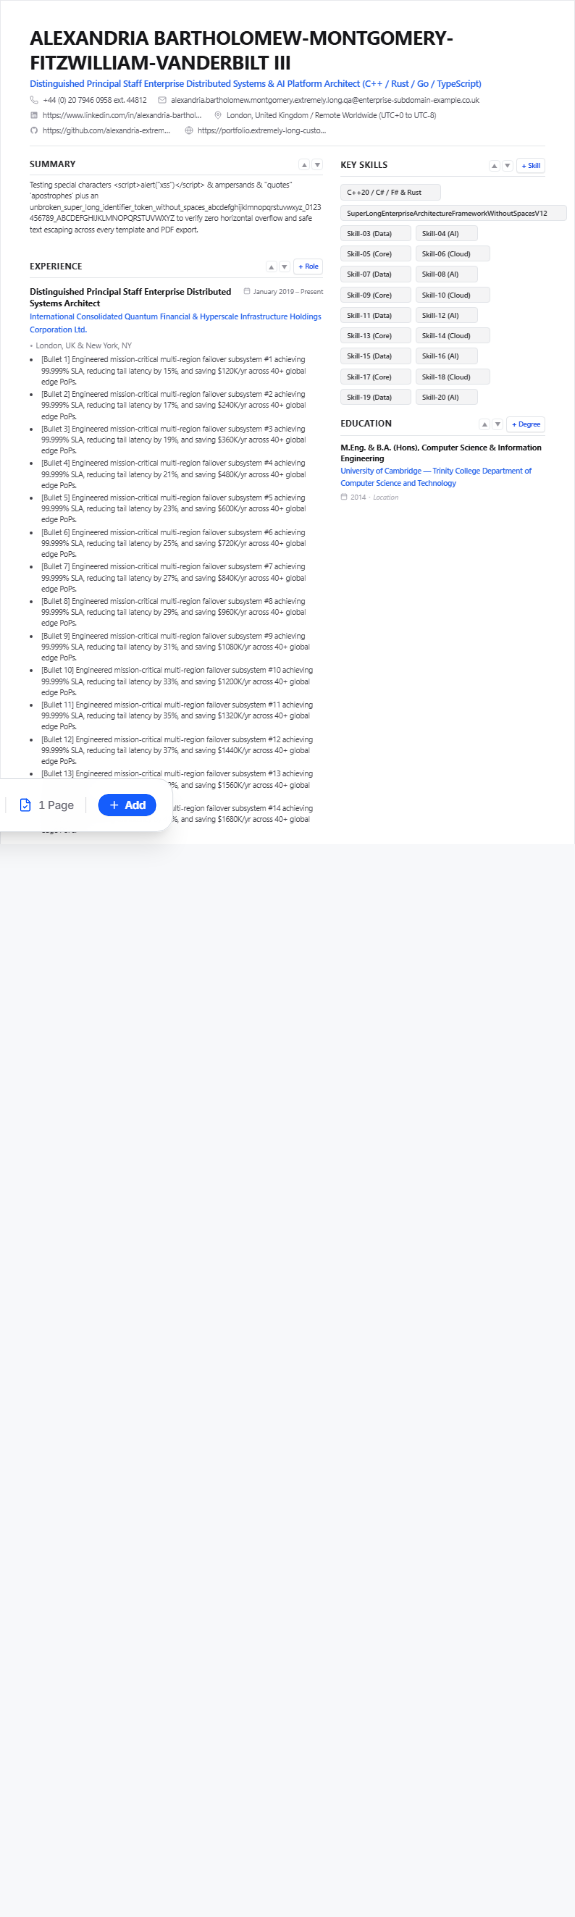 ALEXANDRIA BARTHOLOMEW-MONTGOMERY-
FITZWILLIAM-VANDERBILT III
Distinguished Principal Staff Enterprise Distributed Systems & AI Platform Architect (C++ / Rust / Go / TypeScript)
+44 (0) 20 7946 0958 ext. 44812
alexandria.bartholomew.montgomery.extremely.long.qa@enterprise-subdomain-example.co.uk
https://www.linkedin.com/in/alexandria-barthol...
London, United Kingdom / Remote Worldwide (UTC+0 to UTC-8)
https://github.com/alexandria-extrem...
https://portfolio.extremely-long-custo...
SUMMARY
Testing special characters <script>alert("xss")</script> & ampersands & "quotes"
'apostrophes' plus an
unbroken_super_long_identifier_token_without_spaces_abcdefghijklmnopqrstuvwxyz_0123
456789_ABCDEFGHIJKLMNOPQRSTUVWXYZ to verify zero horizontal overflow and safe
text escaping across every template and PDF export.
EXPERIENCE
+ Role
Distinguished Principal Staff Enterprise Distributed
Systems Architect
January 2019 – Present
International Consolidated Quantum Financial & Hyperscale Infrastructure Holdings
Corporation Ltd.
• London, UK & New York, NY
• [Bullet 1] Engineered mission-critical multi-region failover subsystem #1 achieving
99.999% SLA, reducing tail latency by 15%, and saving $120K/yr across 40+ global
edge PoPs.
• [Bullet 2] Engineered mission-critical multi-region failover subsystem #2 achieving
99.999% SLA, reducing tail latency by 17%, and saving $240K/yr across 40+ global
edge PoPs.
• [Bullet 3] Engineered mission-critical multi-region failover subsystem #3 achieving
99.999% SLA, reducing tail latency by 19%, and saving $360K/yr across 40+ global
edge PoPs.
• [Bullet 4] Engineered mission-critical multi-region failover subsystem #4 achieving
99.999% SLA, reducing tail latency by 21%, and saving $480K/yr across 40+ global
edge PoPs.
• [Bullet 5] Engineered mission-critical multi-region failover subsystem #5 achieving
99.999% SLA, reducing tail latency by 23%, and saving $600K/yr across 40+ global
edge PoPs.
• [Bullet 6] Engineered mission-critical multi-region failover subsystem #6 achieving
99.999% SLA, reducing tail latency by 25%, and saving $720K/yr across 40+ global
edge PoPs.
• [Bullet 7] Engineered mission-critical multi-region failover subsystem #7 achieving
99.999% SLA, reducing tail latency by 27%, and saving $840K/yr across 40+ global
edge PoPs.
• [Bullet 8] Engineered mission-critical multi-region failover subsystem #8 achieving
99.999% SLA, reducing tail latency by 29%, and saving $960K/yr across 40+ global
edge PoPs.
• [Bullet 9] Engineered mission-critical multi-region failover subsystem #9 achieving
99.999% SLA, reducing tail latency by 31%, and saving $1080K/yr across 40+ global
edge PoPs.
• [Bullet 10] Engineered mission-critical multi-region failover subsystem #10 achieving
99.999% SLA, reducing tail latency by 33%, and saving $1200K/yr across 40+ global
edge PoPs.
• [Bullet 11] Engineered mission-critical multi-region failover subsystem #11 achieving
99.999% SLA, reducing tail latency by 35%, and saving $1320K/yr across 40+ global
edge PoPs.
• [Bullet 12] Engineered mission-critical multi-region failover subsystem #12 achieving
99.999% SLA, reducing tail latency by 37%, and saving $1440K/yr across 40+ global
edge PoPs.
• [Bullet 13] Engineered mission-critical multi-region failover subsystem #13 achieving
and saving $1560K/yr across 40+ global
multi-region failover subsystem #14 achieving
and saving $1680K/yr across 40+ global
1 Page
+ Add
KEY SKILLS
+ Skill
C++20 / C# / F# & Rust
SuperLongEnterpriseArchitectureFrameworkWithoutSpacesV12
Skill-03 (Data)
Skill-04 (AI)
Skill-05 (Core)
Skill-06 (Cloud)
Skill-07 (Data)
Skill-08 (AI)
Skill-09 (Core)
Skill-10 (Cloud)
Skill-11 (Data)
Skill-12 (AI)
Skill-13 (Core)
Skill-14 (Cloud)
Skill-15 (Data)
Skill-16 (AI)
Skill-17 (Core)
Skill-18 (Cloud)
Skill-19 (Data)
Skill-20 (AI)
EDUCATION
+ Degree
M.Eng. & B.A. (Hons), Computer Science & Information
Engineering
University of Cambridge — Trinity College Department of
Computer Science and Technology
2014 · Location